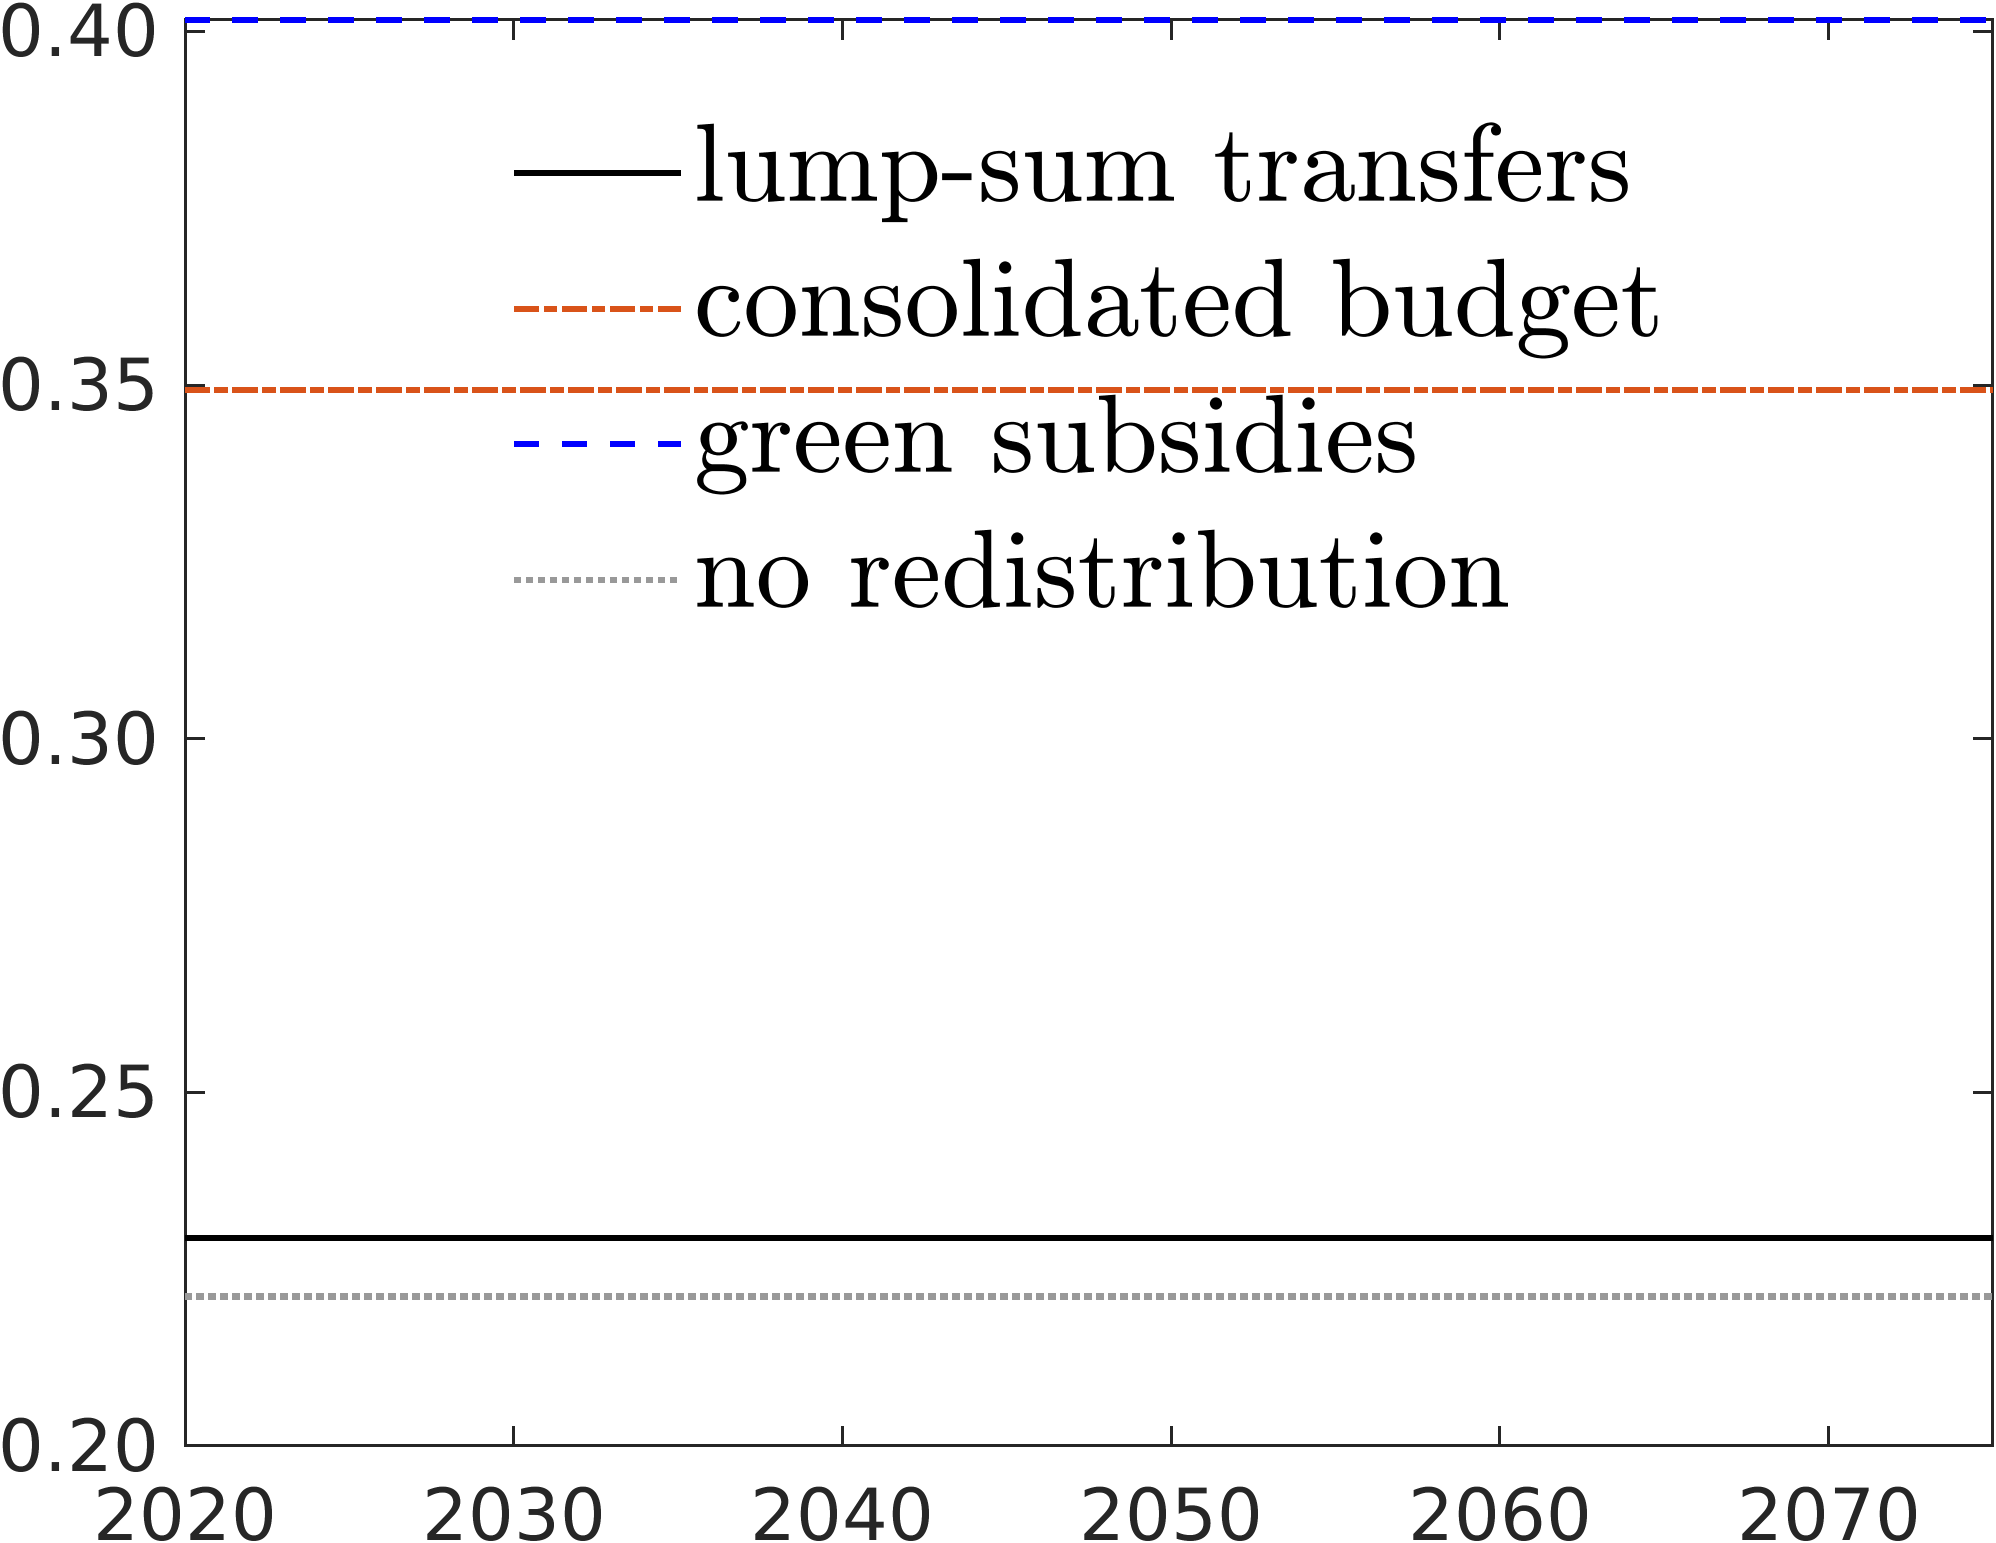 0.40
lump-sum transfers
consolidated budget
0.35
green subsidies
no redistribution
0.30
0.25
0.20
2020 2030 2040 2050 2060 2070